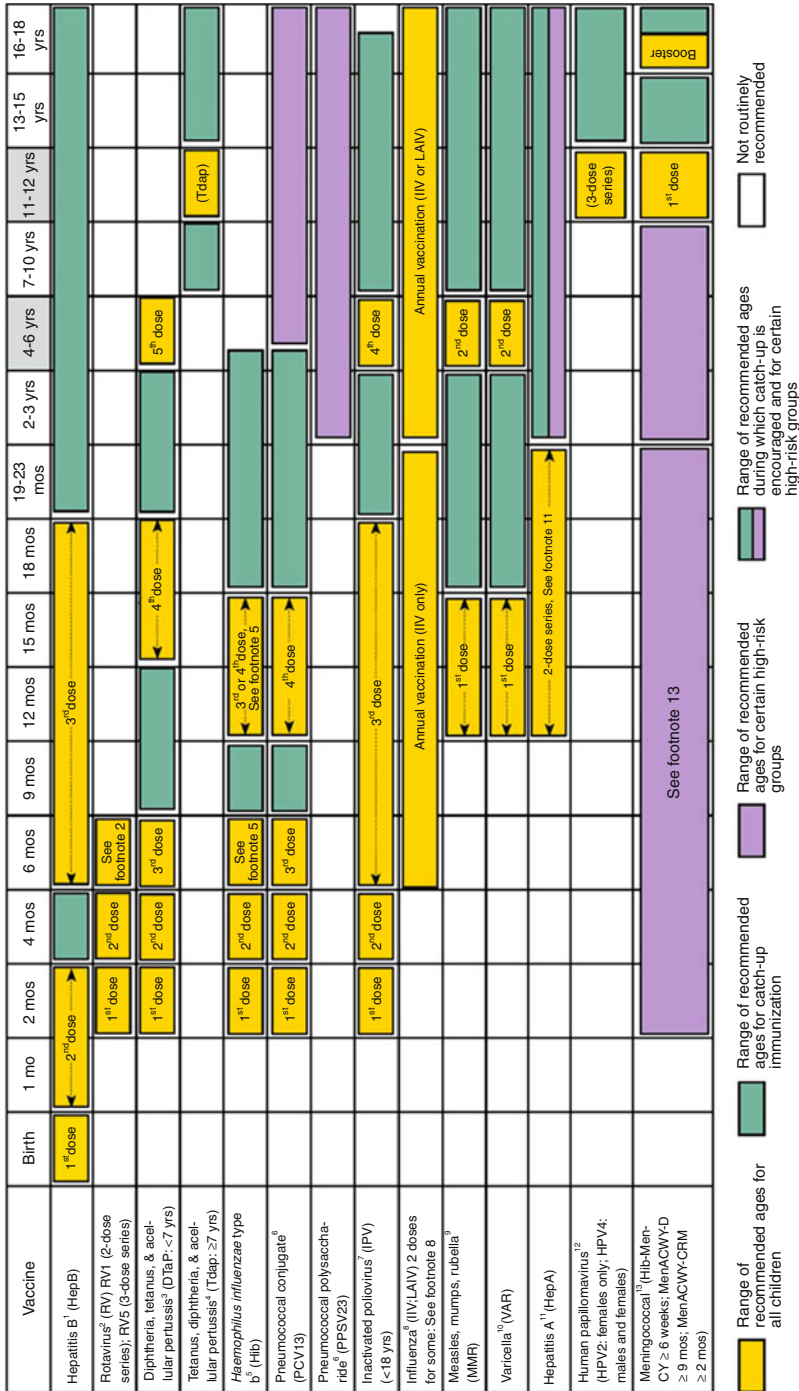 Vaccine
Birth
1 mo
2 mos
4 mos
6 mos
9 mos
12 mos
15 mos
18 mos
19-23
mos
2-3 yrs
4-6 yrs
7-10 yrs
11-12 yrs
13-15
yrs
16-18
yrs
Hepatitis B¹ (HepB)
1st dose
2nd dose
3rd dose
Rotavirus² (RV) RV1 (2-dose
series); RV5 (3-dose series)
1st dose
2nd dose
See
footnote 2
Diphtheria, tetanus, & acel-
lular pertussis³ (DTaP: <7 yrs)
1st dose
2nd dose
3rd dose
4th dose
5th dose
Tetanus, diphtheria, & acel-
lular pertussis⁴ (Tdap: ≥7 yrs)
(Tdap)
Haemophilus influenzae type
b⁵ (Hib)
1st dose
2nd dose
See
footnote 5
3rd or 4th dose,
See footnote 5
Pneumococcal conjugate⁶
(PCV13)
1st dose
2nd dose
3rd dose
4th dose
Pneumococcal polysaccha-
ride⁶ (PPSV23)
Inactivated poliovirus⁷ (IPV)
(<18 yrs)
1st dose
2nd dose
3rd dose
4th dose
Influenza⁸ (IIV;LAIV) 2 doses
for some: See footnote 8
Annual vaccination (IIV only)
Annual vaccination (IIV or LAIV)
Measles, mumps, rubella⁹
(MMR)
1st dose
2nd dose
Varicella¹⁰ (VAR)
1st dose
2nd dose
Hepatitis A¹¹ (HepA)
2-dose series, See footnote 11
Human papillomavirus¹²
(HPV2: females only; HPV4:
males and females)
(3-dose
series)
Meningococcal¹³ (Hib-Men-
CY ≥ 6 weeks; MenACWY-D
≥ 9 mos; MenACWY-CRM
≥ 2 mos)
See footnote 13
1st dose
Booster
Range of
recommended ages for
all children
Range of recommended
ages for catch-up
immunization
Range of recommended
ages for certain high-risk
groups
Range of recommended ages
during which catch-up is
encouraged and for certain
high-risk groups
Not routinely
recommended